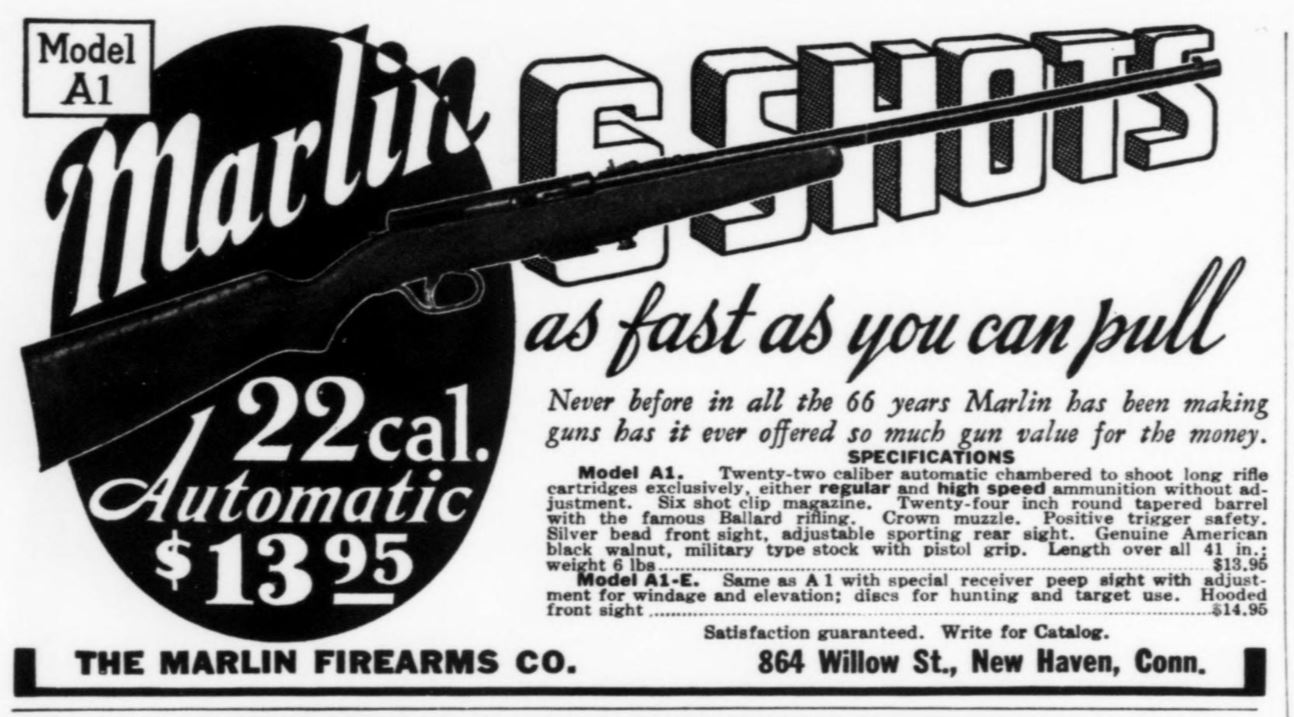 Model
A1
Marlin
6 SHOTS
as fast as you can pull
22 cal.
Automatic
$13 95
Never before in all the 66 years Marlin has been making
guns has it ever offered so much gun value for the money.
SPECIFICATIONS
Model A1. Twenty-two caliber automatic chambered to shoot long rifle
cartridges exclusively, either regular and high speed ammunition without ad-
justment. Six shot clip magazine. Twenty-four inch round tapered barrel
with the famous Ballard rifling. Crown muzzle. Positive trigger safety.
Silver bead front sight, adjustable sporting rear sight. Genuine American
black walnut, military type stock with pistol grip. Length over all 41 in.;
weight 6 lbs. $13.95
Model A1-E. Same as A 1 with special receiver peep sight with adjust-
ment for windage and elevation; discs for hunting and target use. Hooded
front sight $14.95
Satisfaction guaranteed. Write for Catalog.
THE MARLIN FIREARMS CO.
864 Willow St., New Haven, Conn.